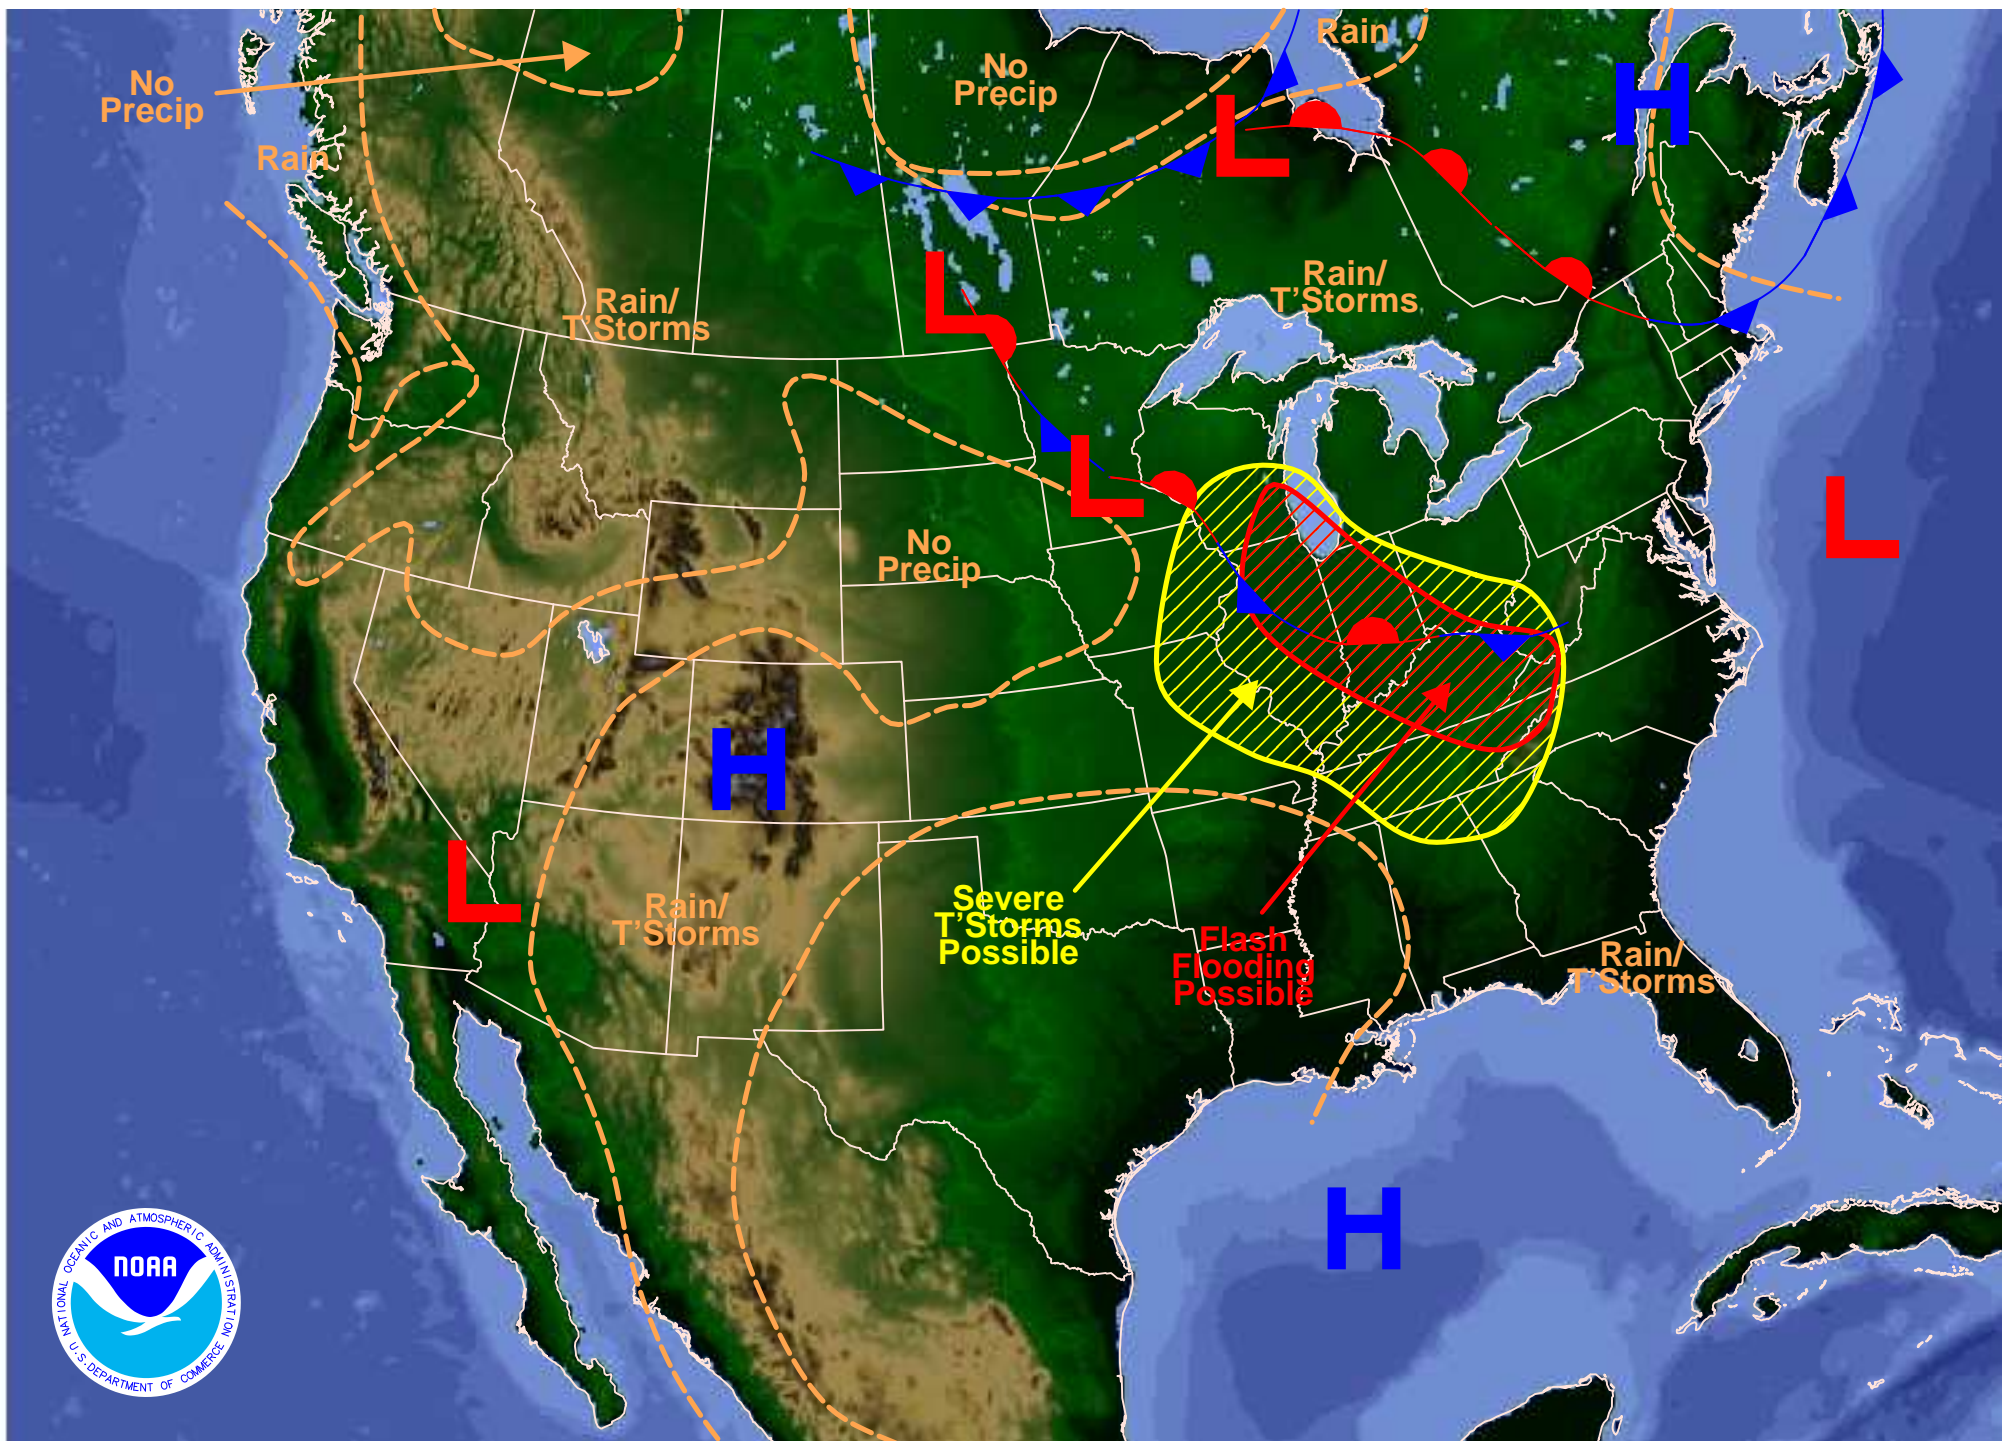 Rain
No
Precip
No
Precip
H
L
Rain
L
Rain/
T'Storms
Rain/
T'Storms
L
L
No
Precip
H
L
Rain/
T'Storms
Severe
T'Storms
Possible
Flash
Flooding
Possible
Rain/
T'Storms
H
NATIONAL OCEANIC AND ATMOSPHERIC ADMINISTRATION
NOAA
U.S. DEPARTMENT OF COMMERCE